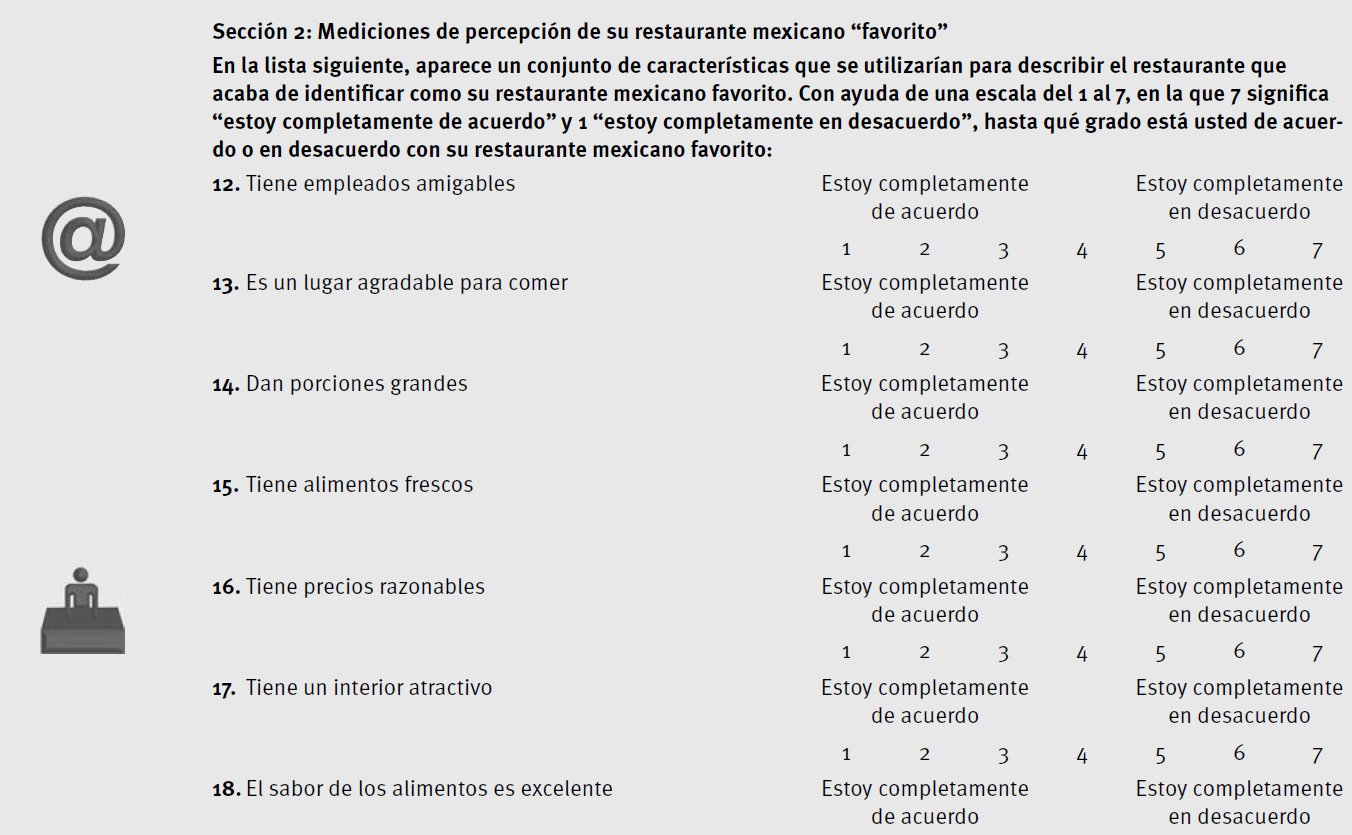 Sección 2: Mediciones de percepción de su restaurante mexicano “favorito”
En la lista siguiente, aparece un conjunto de características que se utilizarían para describir el restaurante que
acaba de identificar como su restaurante mexicano favorito. Con ayuda de una escala del 1 al 7, en la que 7 significa
“estoy completamente de acuerdo” y 1 “estoy completamente en desacuerdo”, hasta qué grado está usted de acuer-
do o en desacuerdo con su restaurante mexicano favorito:
12. Tiene empleados amigables Estoy completamente Estoy completamente
de acuerdo en desacuerdo
1 2 3 4 5 6 7
13. Es un lugar agradable para comer Estoy completamente Estoy completamente
de acuerdo en desacuerdo
1 2 3 4 5 6 7
14. Dan porciones grandes Estoy completamente Estoy completamente
de acuerdo en desacuerdo
1 2 3 4 5 6 7
15. Tiene alimentos frescos Estoy completamente Estoy completamente
de acuerdo en desacuerdo
1 2 3 4 5 6 7
16. Tiene precios razonables Estoy completamente Estoy completamente
de acuerdo en desacuerdo
1 2 3 4 5 6 7
17. Tiene un interior atractivo Estoy completamente Estoy completamente
de acuerdo en desacuerdo
1 2 3 4 5 6 7
18. El sabor de los alimentos es excelente Estoy completamente Estoy completamente
de acuerdo en desacuerdo
@